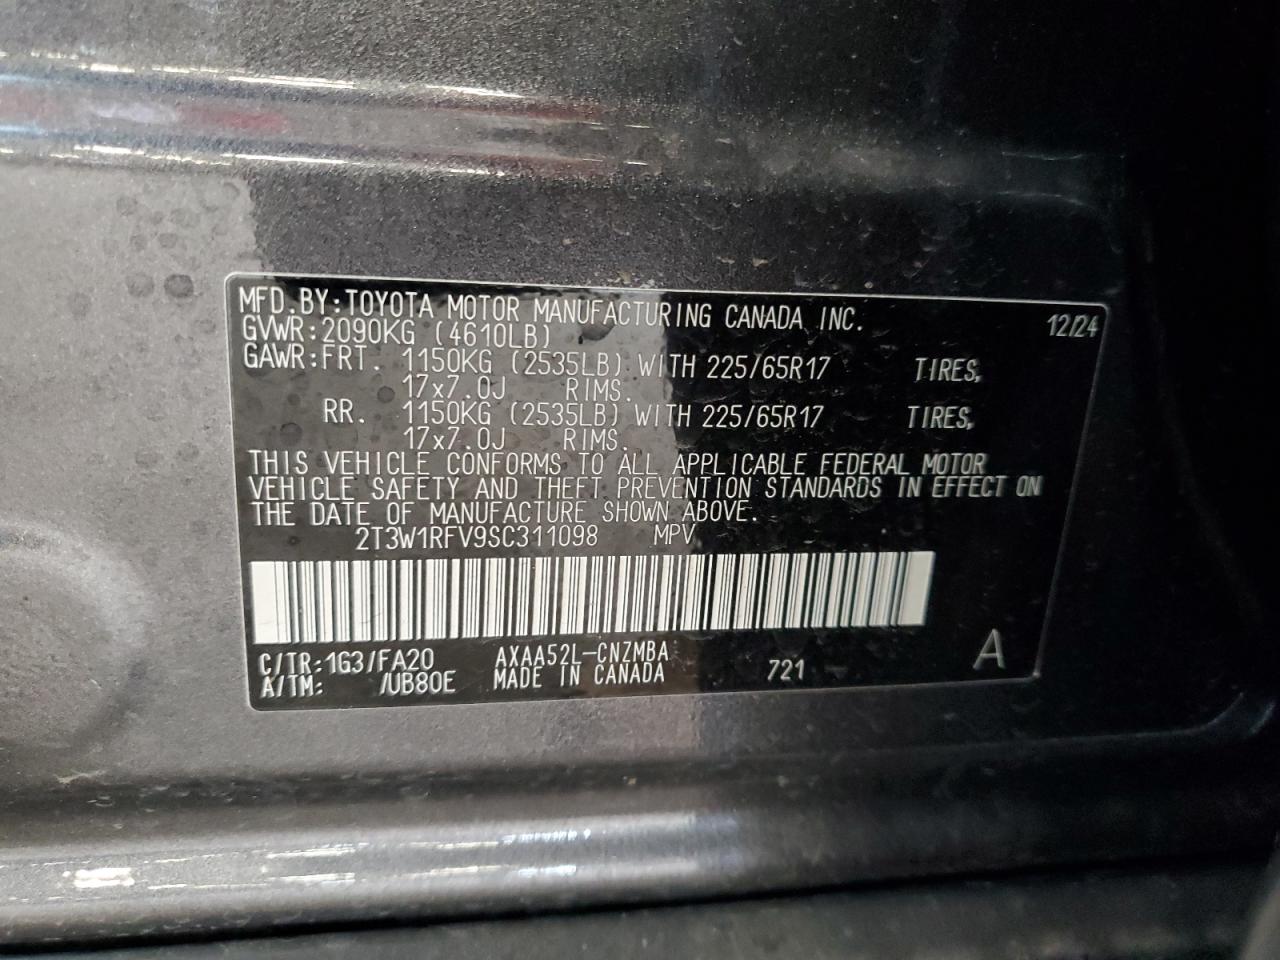 MFD.BY:TOYOTA MOTOR MANUFACTURING CANADA INC. 12/24
GVWR:2090KG (4610LB)
GAWR:FRT. 1150KG (2535LB) WITH 225/65R17 TIRES,
17x7.0J RIMS.
RR. 1150KG (2535LB) WITH 225/65R17 TIRES,
17x7.0J RIMS.
THIS VEHICLE CONFORMS TO ALL APPLICABLE FEDERAL MOTOR
VEHICLE SAFETY AND THEFT PREVENTION STANDARDS IN EFFECT ON
THE DATE OF MANUFACTURE SHOWN ABOVE.
2T3W1RFV9SC311098 MPV
C/TR:1G3/FA20 AXAA52L-CNZMBA 721 A
A/TM: /UB80E MADE IN CANADA